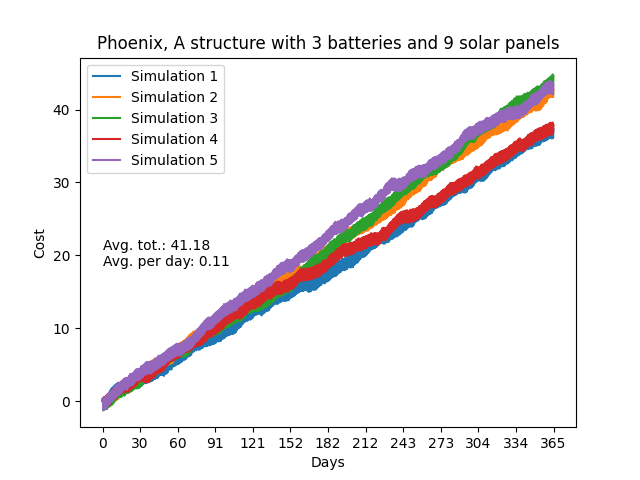 Phoenix, A structure with 3 batteries and 9 solar panels
Simulation 1
Simulation 2
Simulation 3
Simulation 4
Simulation 5
40
30
20
10
0
Cost
Avg. tot.: 41.18
Avg. per day: 0.11
0 30 60 91 121 152 182 212 243 273 304 334 365
Days